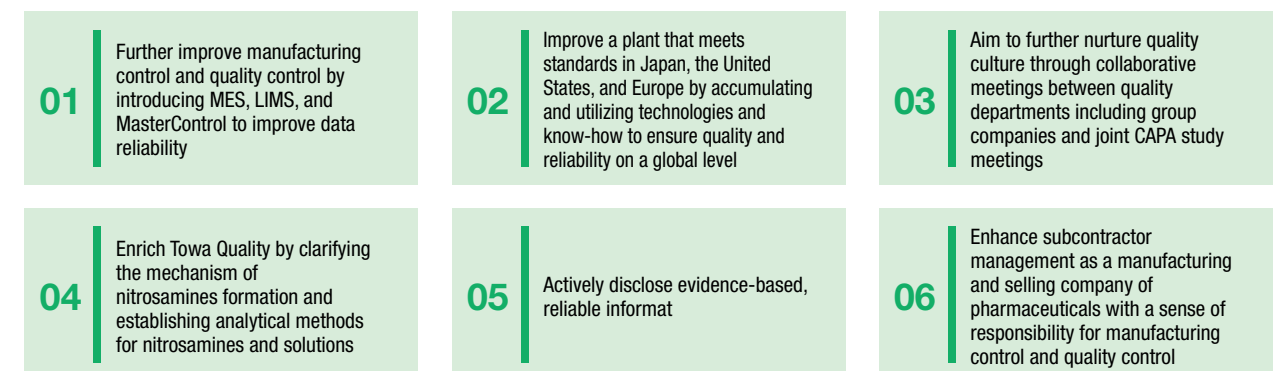 01
Further improve manufacturing
control and quality control by
introducing MES, LIMS, and
MasterControl to improve data
reliability
02
Improve a plant that meets
standards in Japan, the United
States, and Europe by accumulating
and utilizing technologies and
know-how to ensure quality and
reliability on a global level
03
Aim to further nurture quality
culture through collaborative
meetings between quality
departments including group
companies and joint CAPA study
meetings
04
Enrich Towa Quality by clarifying
the mechanism of
nitrosamines formation and
establishing analytical methods
for nitrosamines and solutions
05
Actively disclose evidence-based,
reliable informat
06
Enhance subcontractor
management as a manufacturing
and selling company of
pharmaceuticals with a sense of
responsibility for manufacturing
control and quality control